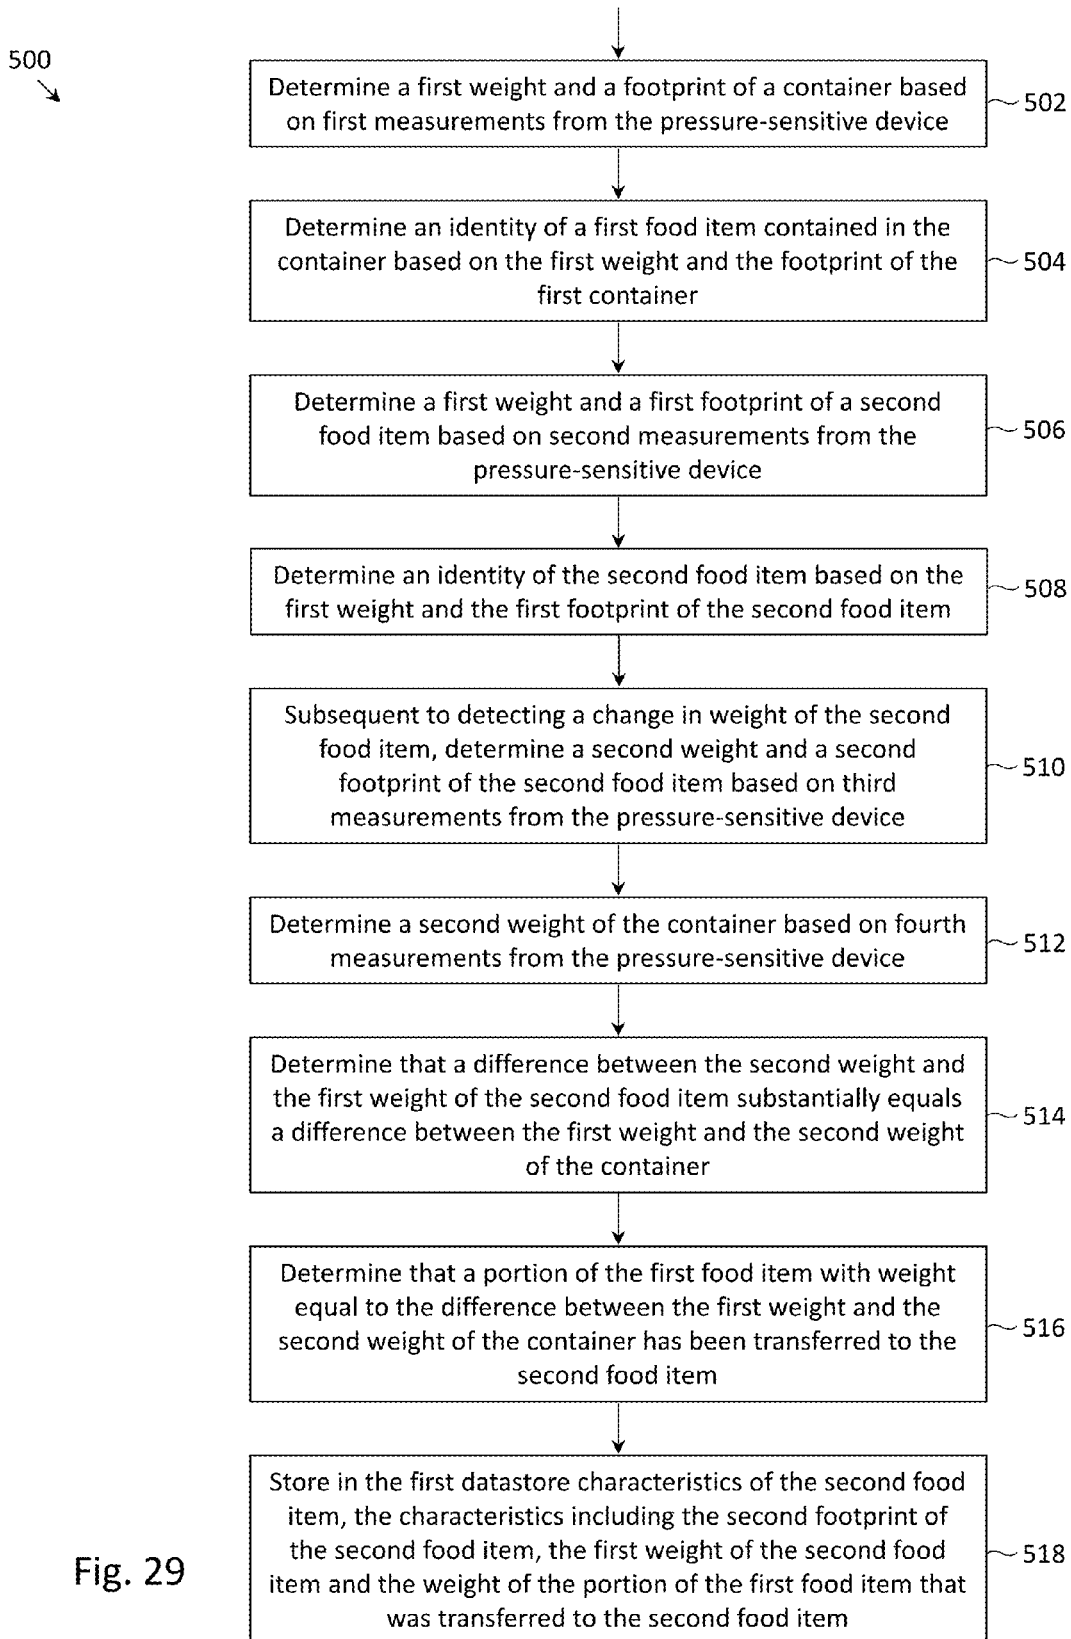 500
Determine a first weight and a footprint of a container based
on first measurements from the pressure-sensitive device
502
Determine an identity of a first food item contained in the
container based on the first weight and the footprint of the
first container
504
Determine a first weight and a first footprint of a second
food item based on second measurements from the
pressure-sensitive device
506
Determine an identity of the second food item based on the
first weight and the first footprint of the second food item
508
Subsequent to detecting a change in weight of the second
food item, determine a second weight and a second
footprint of the second food item based on third
measurements from the pressure-sensitive device
510
Determine a second weight of the container based on fourth
measurements from the pressure-sensitive device
512
Determine that a difference between the second weight and
the first weight of the second food item substantially equals
a difference between the first weight and the second weight
of the container
514
Determine that a portion of the first food item with weight
equal to the difference between the first weight and the
second weight of the container has been transferred to the
second food item
516
Store in the first datastore characteristics of the second food
item, the characteristics including the second footprint of
the second food item, the first weight of the second food
item and the weight of the portion of the first food item that
was transferred to the second food item
518
Fig. 29